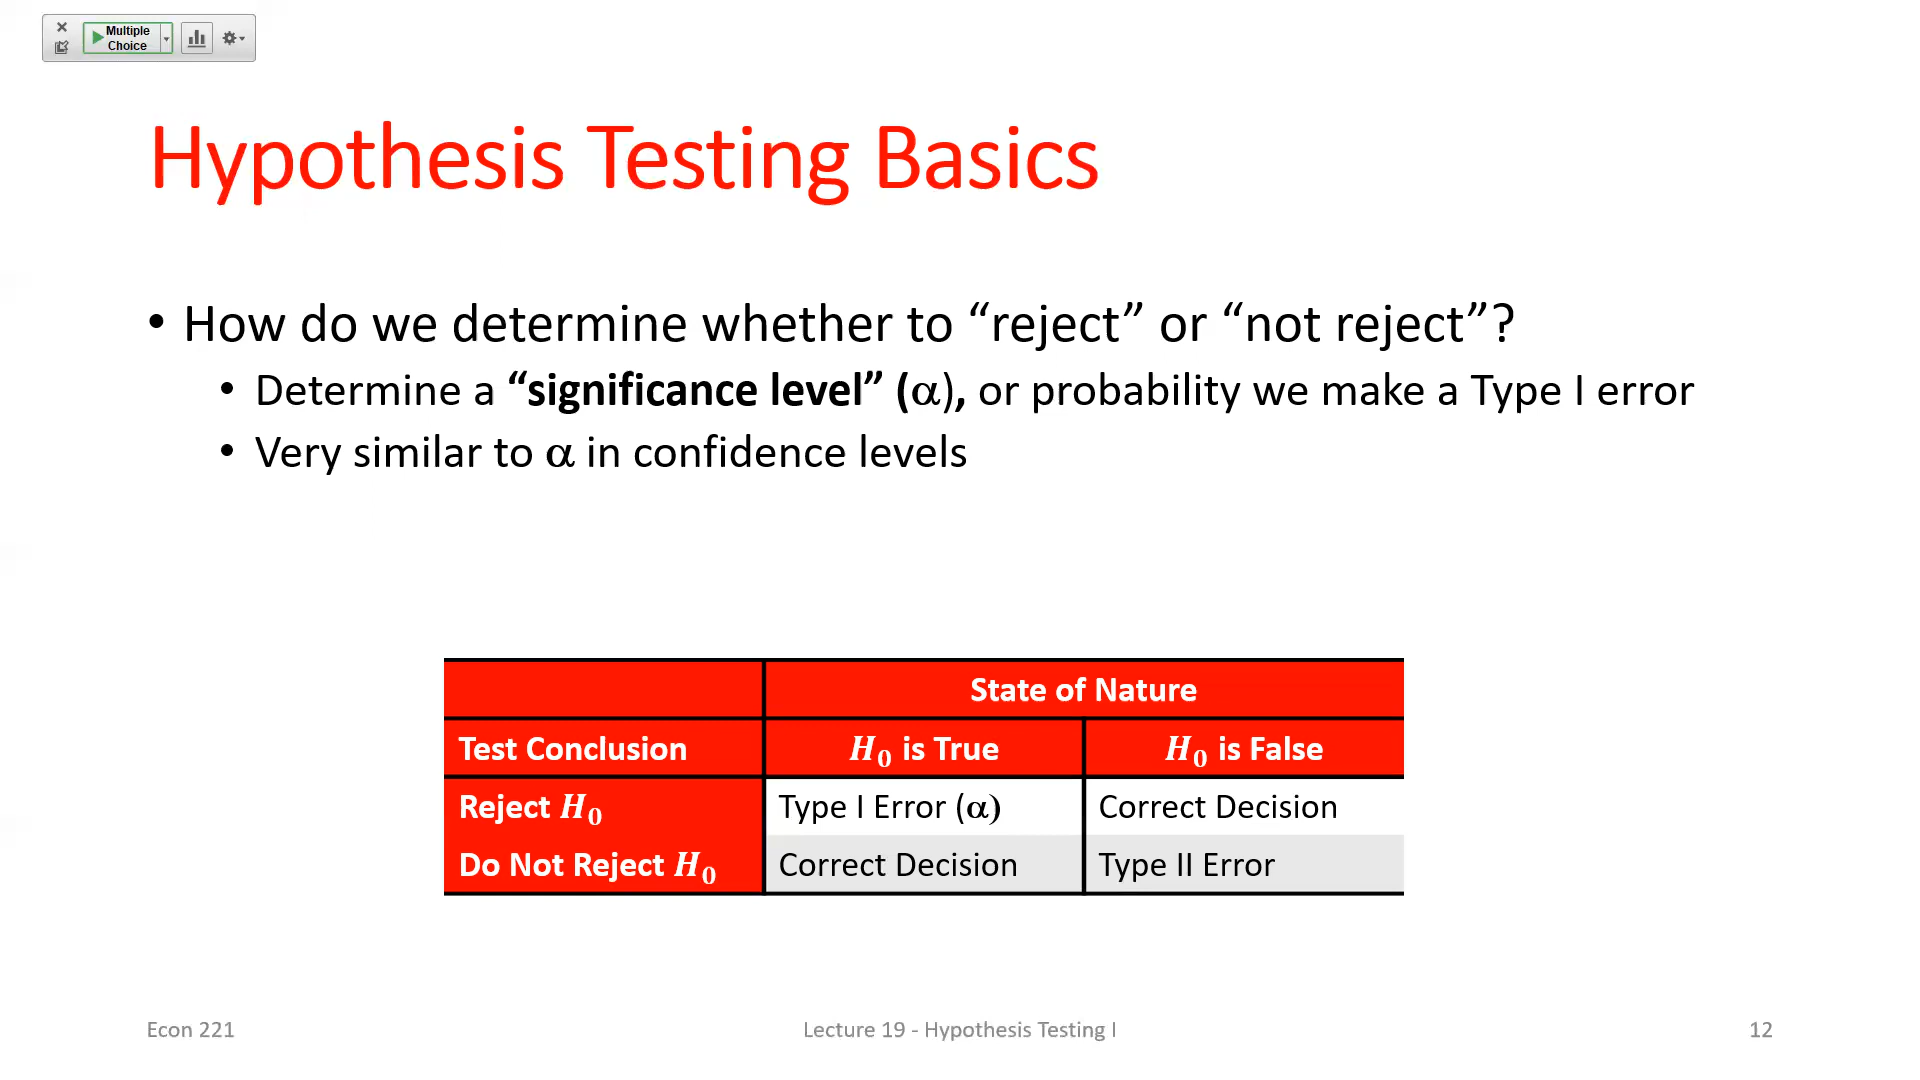 Multiple
Choice
Hypothesis Testing Basics
• How do we determine whether to “reject” or “not reject”?
• Determine a “significance level” (α), or probability we make a Type I error
• Very similar to α in confidence levels
State of Nature
Test Conclusion H₀ is True H₀ is False
Reject H₀ Type I Error (α) Correct Decision
Do Not Reject H₀ Correct Decision Type II Error
Econ 221 Lecture 19 - Hypothesis Testing I 12